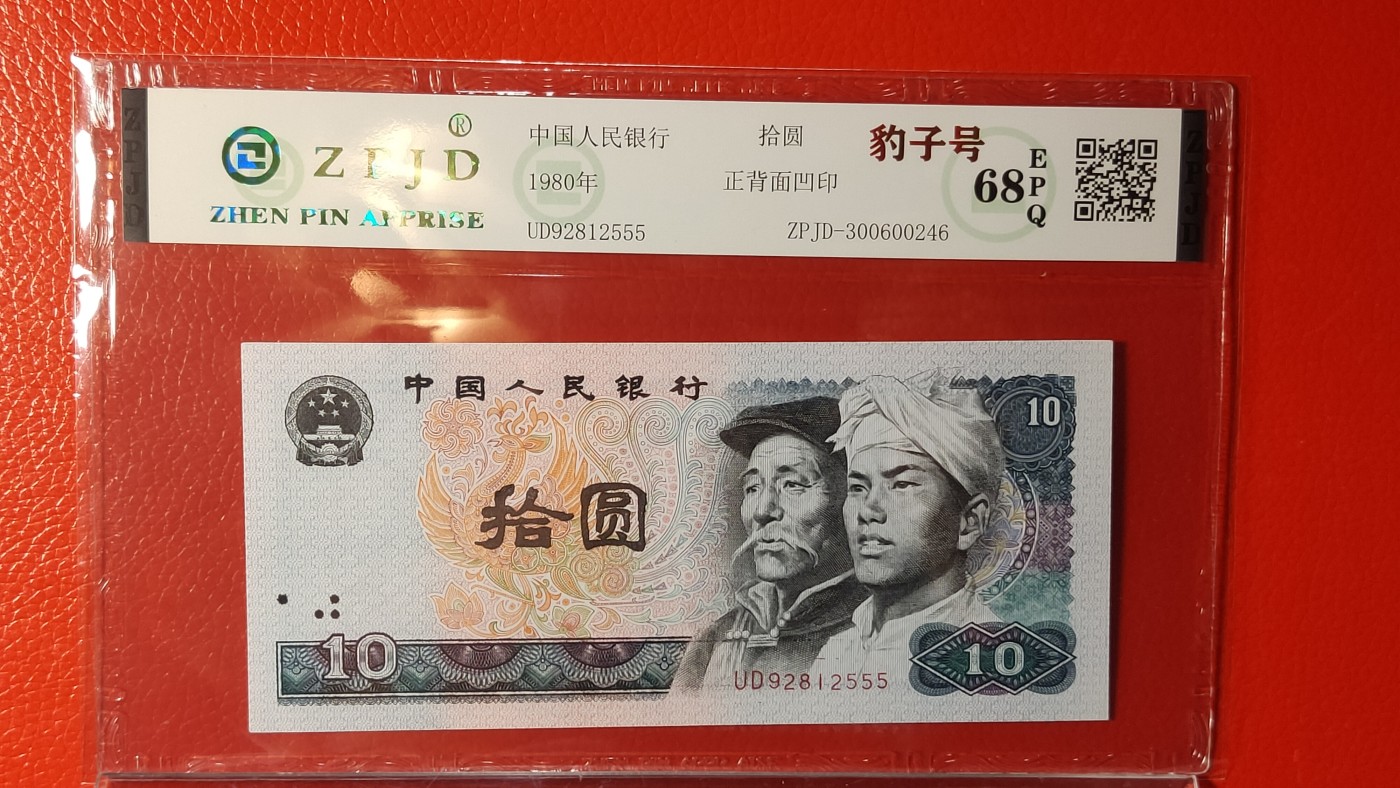 ZPJD®
ZHEN PIN APPRISE
中国人民银行 拾圆
1980年 正背面凹印
UD92812555 ZPJD-300600246
豹子号
68 EPQ
ZPJD
ZPJD
中国人民银行
10
拾圆
10
UD92812555
10